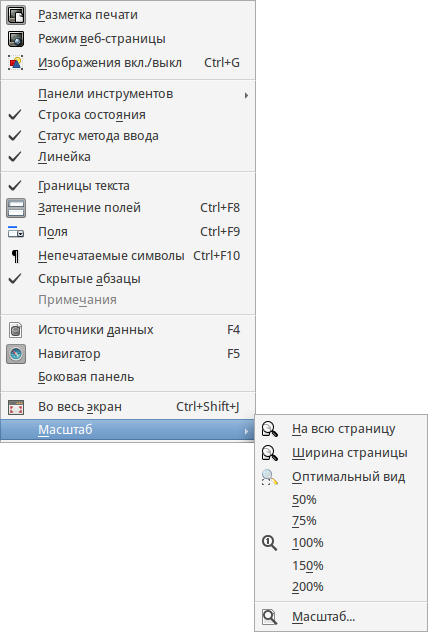 Разметка печати
Режим веб-страницы
Изображения вкл./выкл Ctrl+G
Панели инструментов
Строка состояния
Статус метода ввода
Линейка
Границы текста
Затенение полей Ctrl+F8
Поля Ctrl+F9
Непечатаемые символы Ctrl+F10
Скрытые абзацы
Примечания
Источники данных F4
Навигатор F5
Боковая панель
Во весь экран Ctrl+Shift+J
Масштаб
На всю страницу
Ширина страницы
Оптимальный вид
50%
75%
100%
150%
200%
Масштаб...